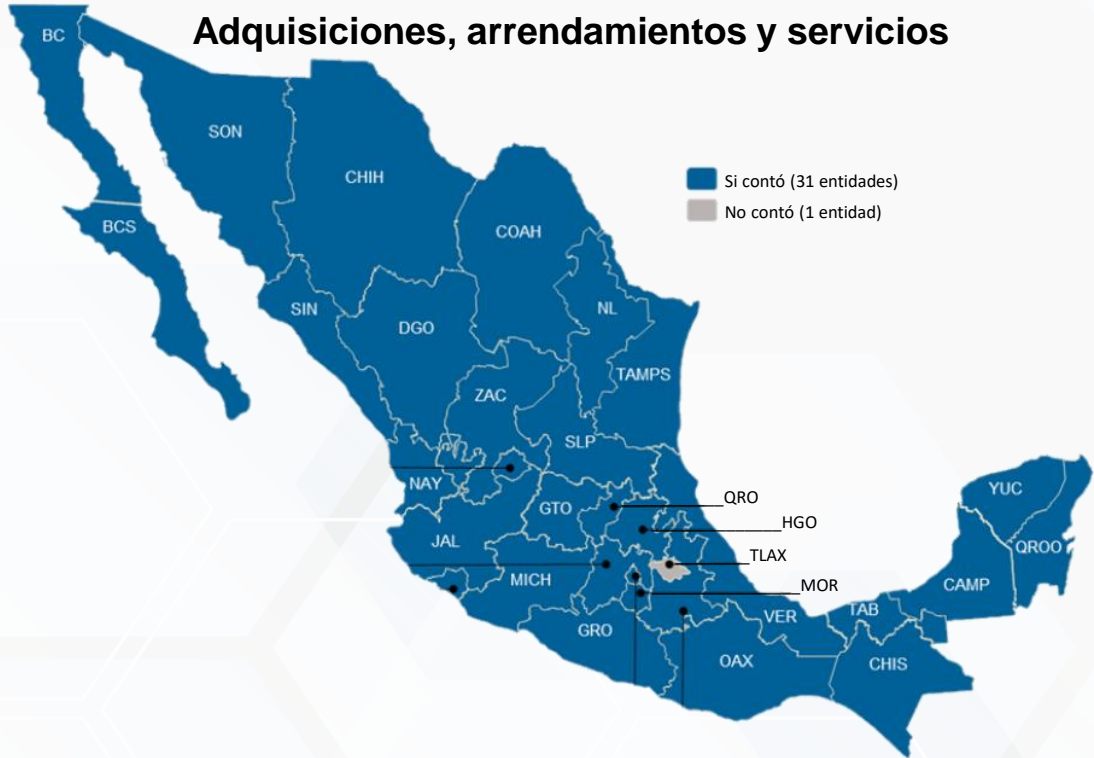 Adquisiciones, arrendamientos y servicios
BC
SON
CHIH
Si contó (31 entidades)
No contó (1 entidad)
BCS
COAH
SIN
NL
DGO
TAMPS
ZAC
SLP
NAY
YUC
QRO
GTO
HGO
JAL
QROO
TLAX
MICH
CAMP
MOR
TAB
VER
GRO
OAX
CHIS